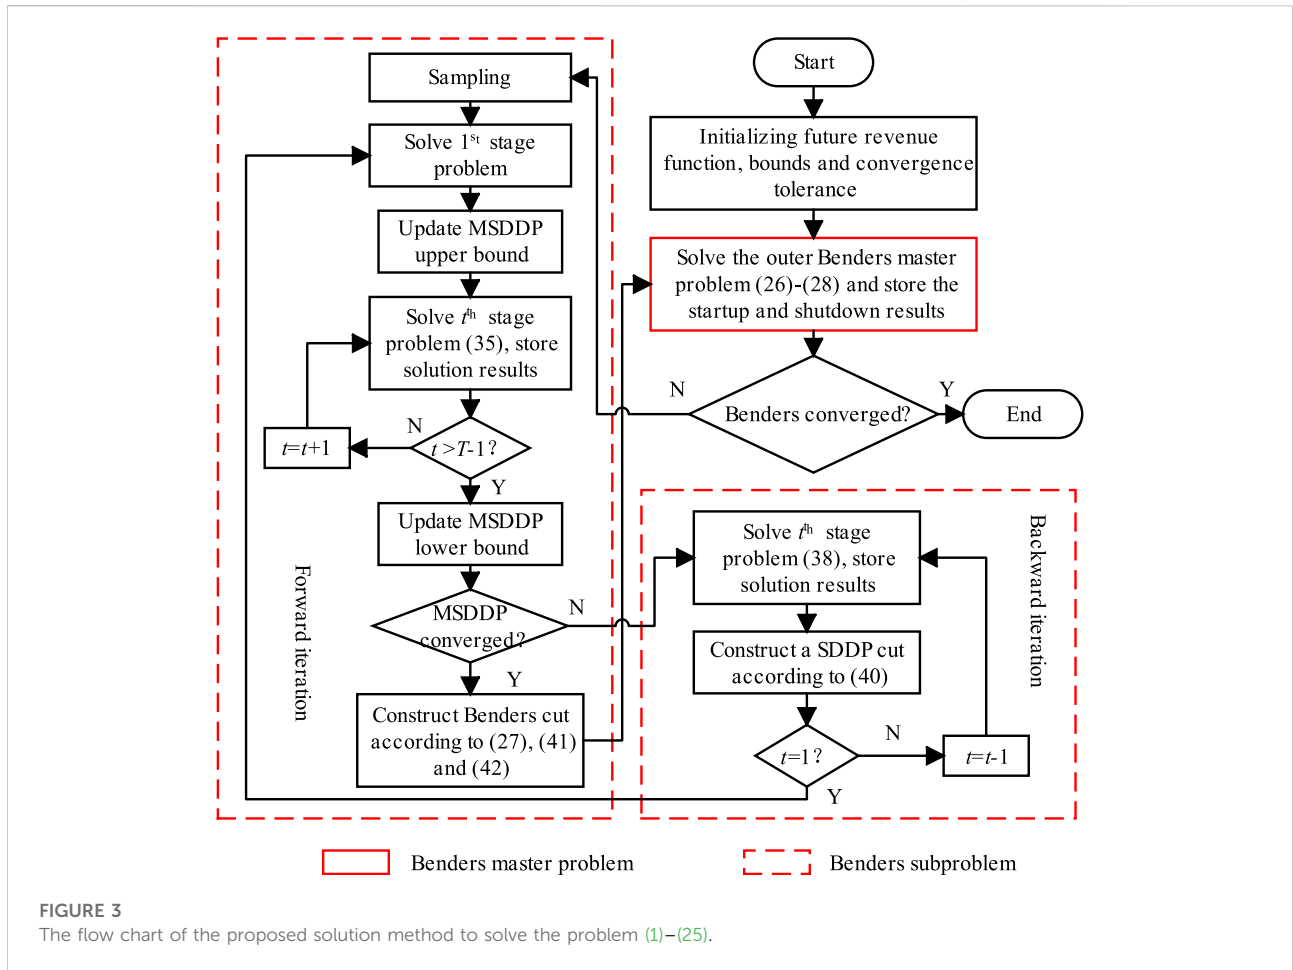 Start
Initializing future revenue
function, bounds and convergence
tolerance
Solve the outer Benders master
problem (26)-(28) and store the
startup and shutdown results
Benders converged?
N
Y
End
Sampling
Solve 1st stage
problem
Update MSDDP
upper bound
Solve tth stage
problem (35), store
solution results
t >T-1?
N
t=t+1
Y
Update MSDDP
lower bound
MSDDP
converged?
N
Y
Construct Benders cut
according to (27), (41)
and (42)
Forward iteration
Solve tth stage
problem (38), store
solution results
Construct a SDDP cut
according to (40)
t=1?
N
t=t-1
Y
Backward iteration
Benders master problem
Benders subproblem
FIGURE 3
The flow chart of the proposed solution method to solve the problem (1)–(25).